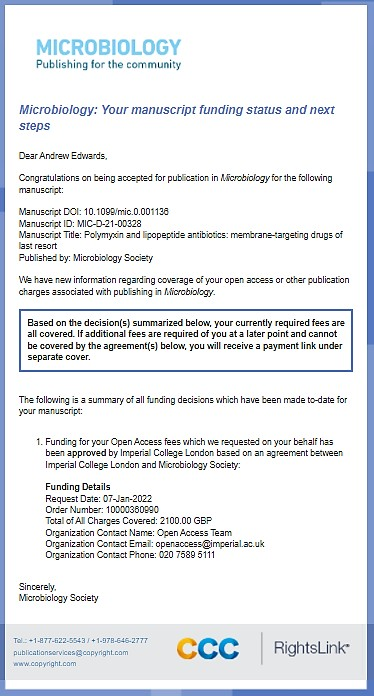 MICROBIOLOGY
Publishing for the community
Microbiology: Your manuscript funding status and next
steps
Dear Andrew Edwards,
Congratulations on being accepted for publication in Microbiology for the following
manuscript:
Manuscript DOI: 10.1099/mic.0.001136
Manuscript ID: MIC-D-21-00328
Manuscript Title: Polymyxin and lipopeptide antibiotics: membrane-targeting drugs of
last resort
Published by: Microbiology Society
We have new information regarding coverage of your open access or other publication
charges associated with publishing in Microbiology.
Based on the decision(s) summarized below, your currently required fees are
all covered. If additional fees are required of you at a later point and cannot
be covered by the agreement(s) below, you will receive a payment link under
separate cover.
The following is a summary of all funding decisions which have been made to-date for
your manuscript:
1. Funding for your Open Access fees which we requested on your behalf has
been approved by Imperial College London based on an agreement between
Imperial College London and Microbiology Society:
Funding Details
Request Date: 07-Jan-2022
Order Number: 10000360990
Total of All Charges Covered: 2100.00 GBP
Organization Contact Name: Open Access Team
Organization Contact Email: openaccess@imperial.ac.uk
Organization Contact Phone: 020 7589 5111
Sincerely,
Microbiology Society
Tel.: +1-877-622-5543 / +1-978-646-2777
publicationservices@copyright.com
www.copyright.com
CCC
RightsLink®